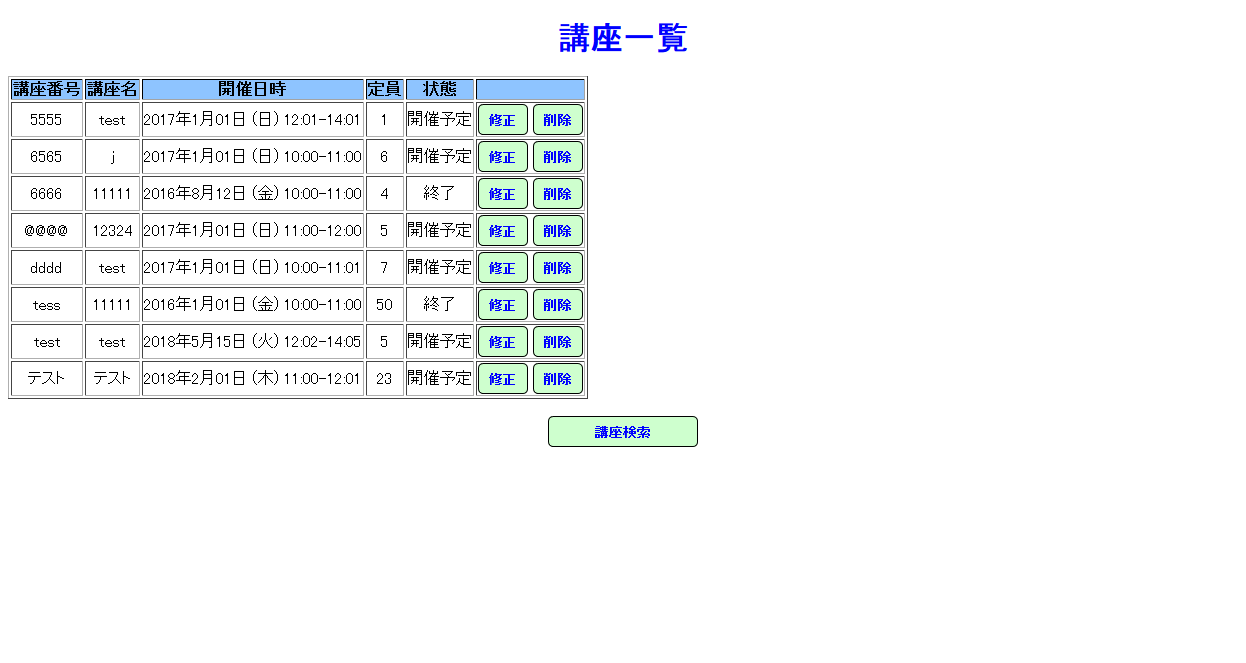 講座一覧
講座番号 講座名 開催日時 定員 状態
5555 test 2017年1月01日 (日) 12:01-14:01 1 開催予定 修正 削除
6565 j 2017年1月01日 (日) 10:00-11:00 6 開催予定 修正 削除
6666 11111 2016年8月12日 (金) 10:00-11:00 4 終了 修正 削除
@@@@ 12324 2017年1月01日 (日) 11:00-12:00 5 開催予定 修正 削除
dddd test 2017年1月01日 (日) 10:00-11:01 7 開催予定 修正 削除
tess 11111 2016年1月01日 (金) 10:00-11:00 50 終了 修正 削除
test test 2018年5月15日 (火) 12:02-14:05 5 開催予定 修正 削除
テスト テスト 2018年2月01日 (木) 11:00-12:01 23 開催予定 修正 削除
講座検索